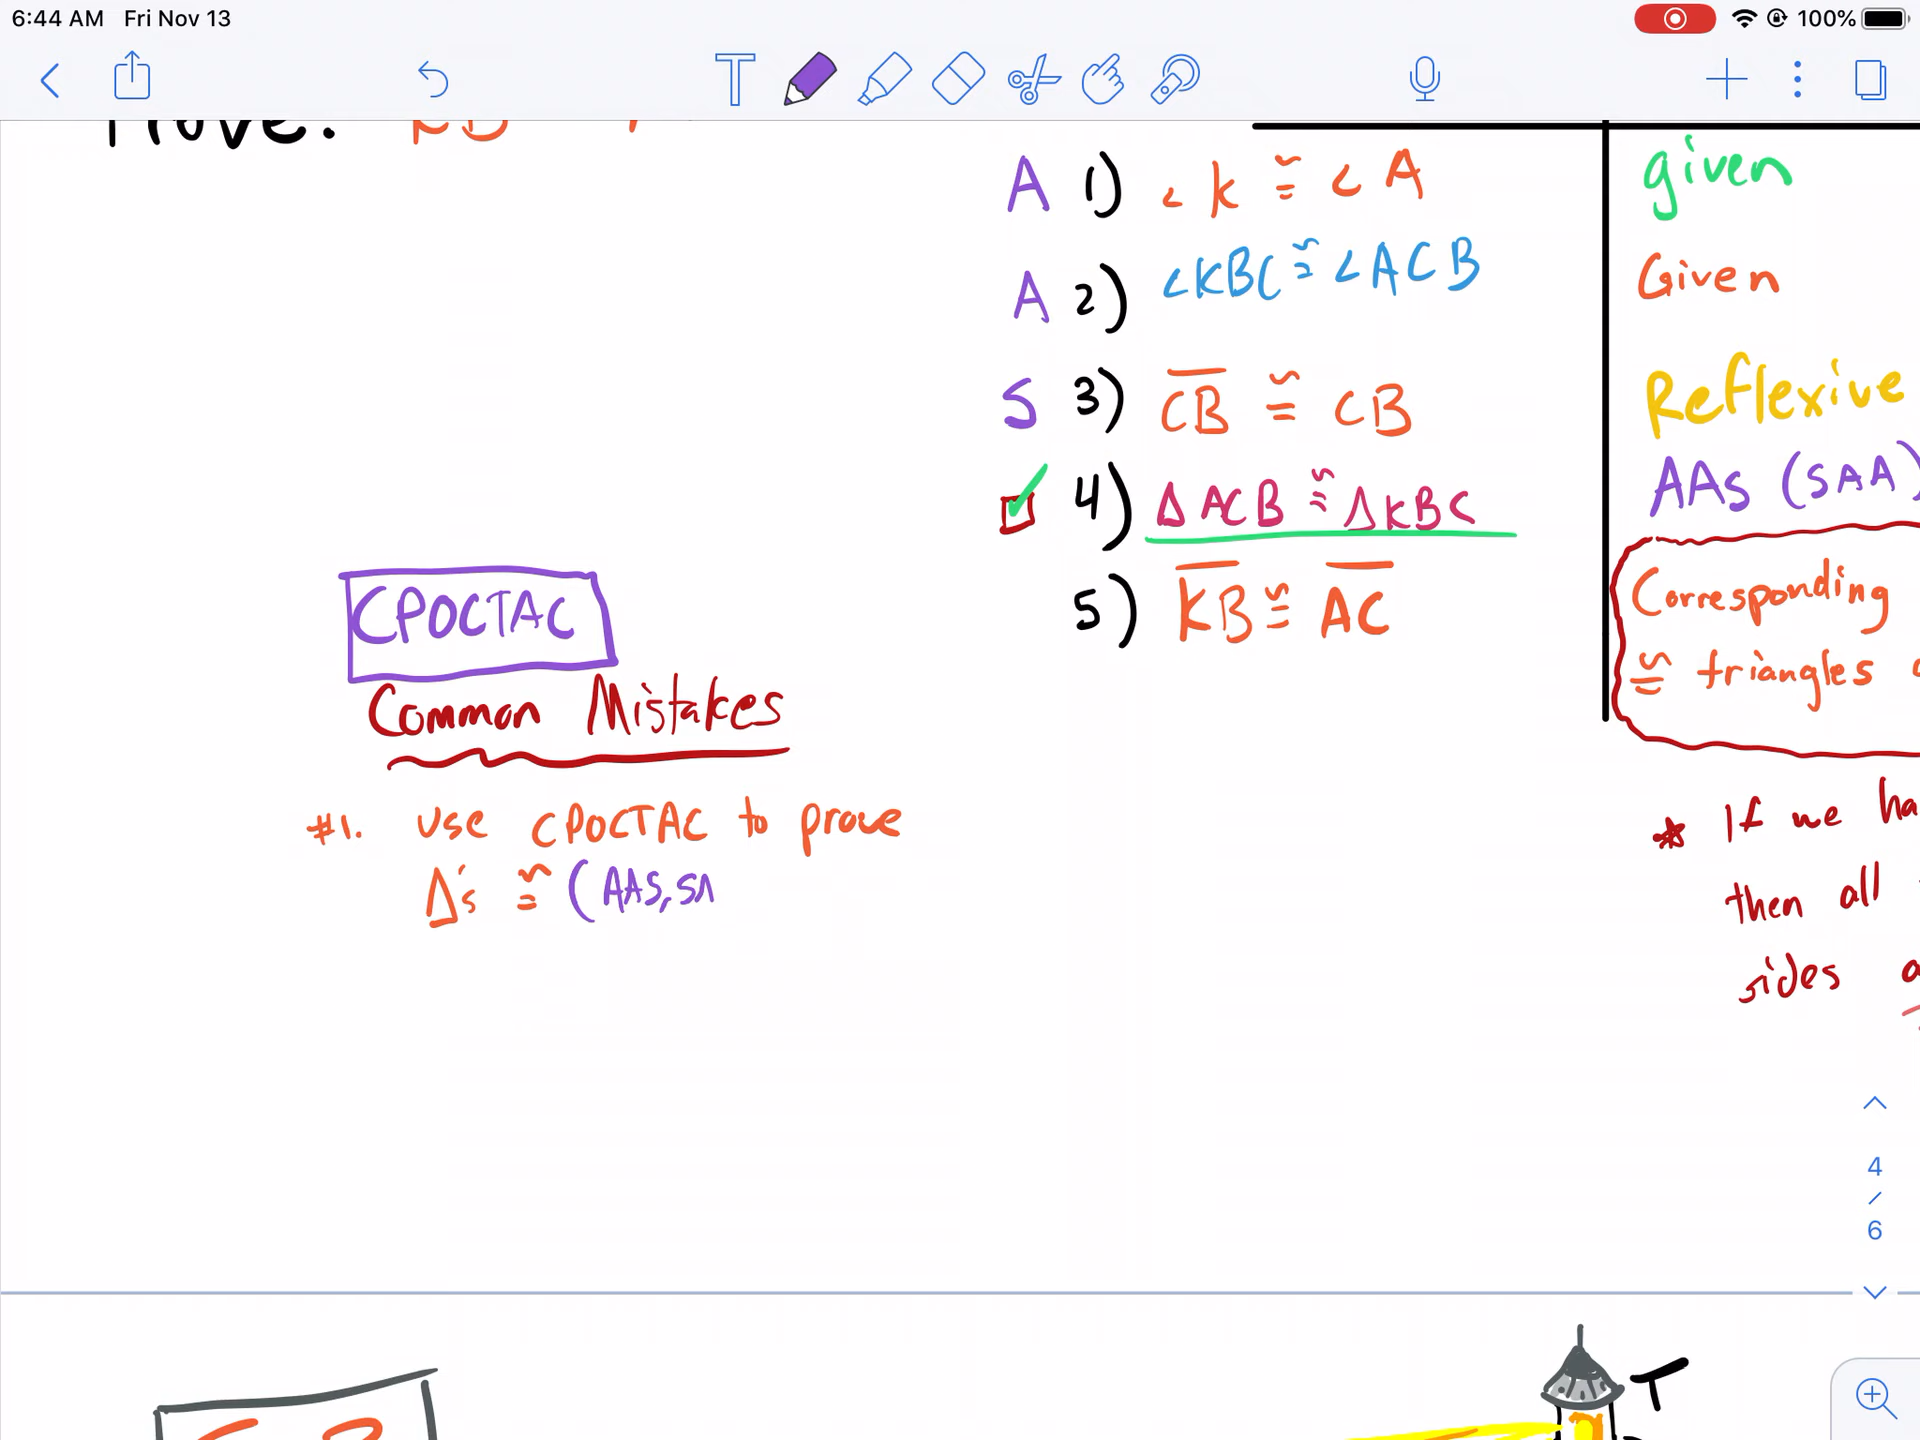 6:44 AM Fri Nov 13 100%
Prove: KB
A 1) ∠K ≅ ∠A given
A 2) ∠KBC ≅ ∠ACB Given
S 3) C̅B̅ ≅ CB Reflexive
4) ΔACB ≅ ΔKBC AAS (SAA)
5) K̅B̅ ≅ A̅C̅ Corresponding
≅ triangles
CPOCTAC
Common Mistakes
#1. Use CPOCTAC to prove
Δ's ≅ (AAS, SA
* If we ha
then all
sides a
4
/
6
T